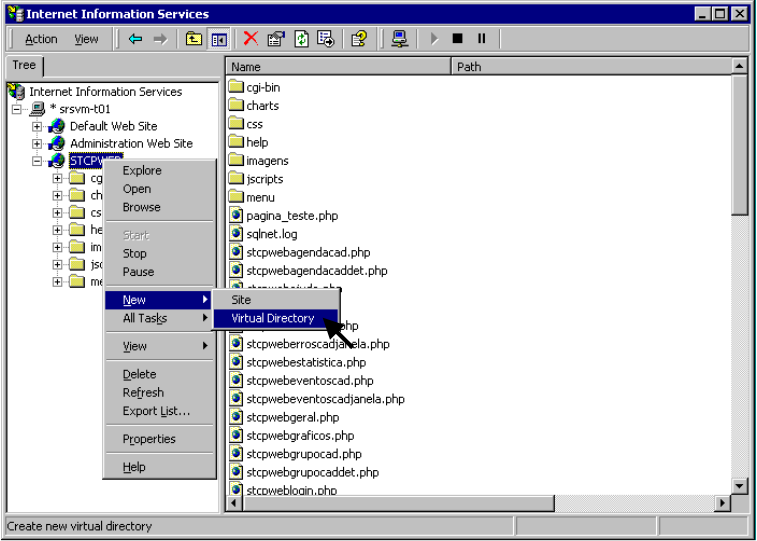 Internet Information Services
Action View
Tree
Name Path
Internet Information Services
* srsvm-t01
Default Web Site
Administration Web Site
STCPWEB
cg
ch
cs
he
im
jsc
me
Explore
Open
Browse
Start
Stop
Pause
New
All Tasks
View
Delete
Refresh
Export List...
Properties
Help
Site
Virtual Directory
cgi-bin
charts
css
help
imagens
jscripts
menu
pagina_teste.php
sqlnet.log
stcpwebagendacad.php
stcpwebagendacaddet.php
php
stcpweberroscadjanela.php
stcpwebestatistica.php
stcpwebeventoscad.php
stcpwebeventoscadjanela.php
stcpwebgeral.php
stcpwebgraficos.php
stcpwebgrupocad.php
stcpwebgrupocaddet.php
stcpweblogin.php
Create new virtual directory